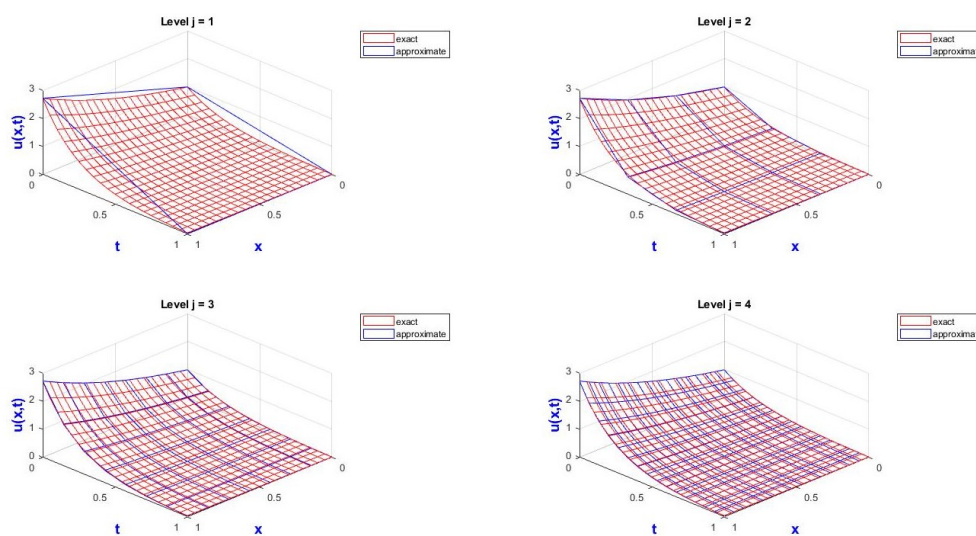 Level j = 1
exact
approximate
3
2
1
0
u(x,t)
0
0.5
1
t
1
0.5
0
x
Level j = 2
exact
approximate
3
2
1
0
u(x,t)
0
0.5
1
t
1
0.5
0
x
Level j = 3
exact
approximate
3
2
1
0
u(x,t)
0
0.5
1
t
1
0.5
0
x
Level j = 4
exact
approximat
3
2
1
0
u(x,t)
0
0.5
1
t
1
0.5
0
x